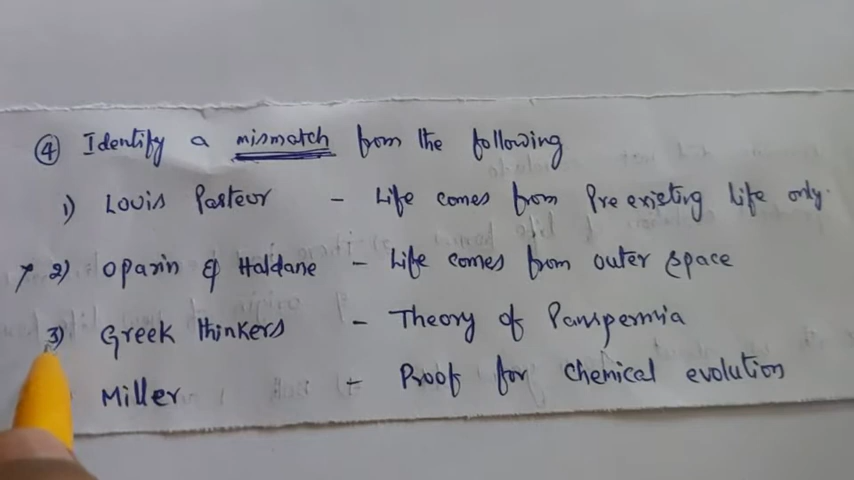 ④ Identify a mismatch from the following
1) Louis Pasteur - Life comes from Pre existing life only.
2) Oparin & Haldane - Life comes from outer space
3) Greek thinkers - Theory of Panspermia
Miller - Proof for chemical evolution